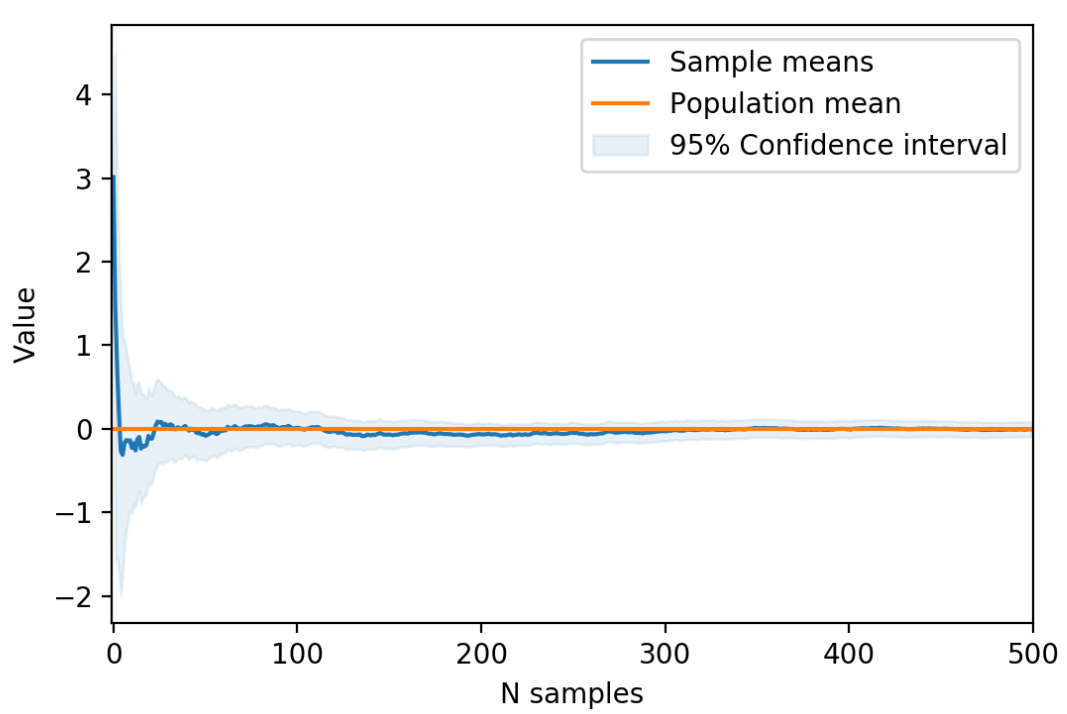 Sample means
Population mean
95% Confidence interval
4
3
2
1
0
−1
−2
Value
0 100 200 300 400 500
N samples